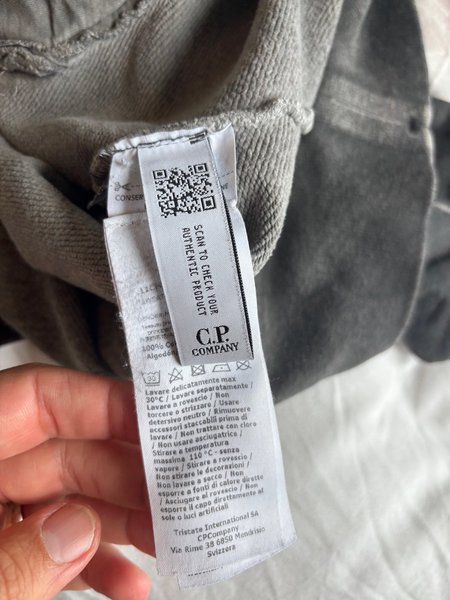 CONSER
SCAN TO CHECK YOUR
AUTHENTIC PRODUCT
C.P.
COMPANY
100%
Algod
30
Lavare delicatamente max
30°C / Lavare separatamente /
Lavare a rovescio / Non
torcere o strizzare / Usare
detersivo neutro / Rimuovere
accessori staccabili prima di
lavare / Non trattare con cloro
/ Non usare asciugatrice /
Stirare a temperatura
massima 110°C - senza
vapore / Stirare a rovescio /
Non stirare le decorazioni /
Non lavare a secco / Non
esporre a fonti di calore dirette
/ Asciugare al rovescio / Non
esporre il capo direttamente al
sole o luci artificiali
Tristate International SA
CPCompany
Via Rime 38 6850 Mendrisio
Svizzera